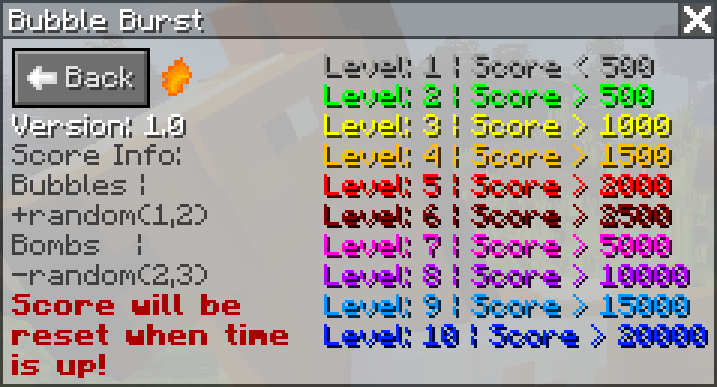 Bubble Burst
Back
Version: 1.0
Score Info:
Bubbles |
+random(1,2)
Bombs |
-random(2,3)
Score will be
reset when time
is up!
Level: 1 | Score < 500
Level: 2 | Score > 500
Level: 3 | Score > 1000
Level: 4 | Score > 1500
Level: 5 | Score > 2000
Level: 6 | Score > 2500
Level: 7 | Score > 5000
Level: 8 | Score > 10000
Level: 9 | Score > 15000
Level: 10 | Score > 20000